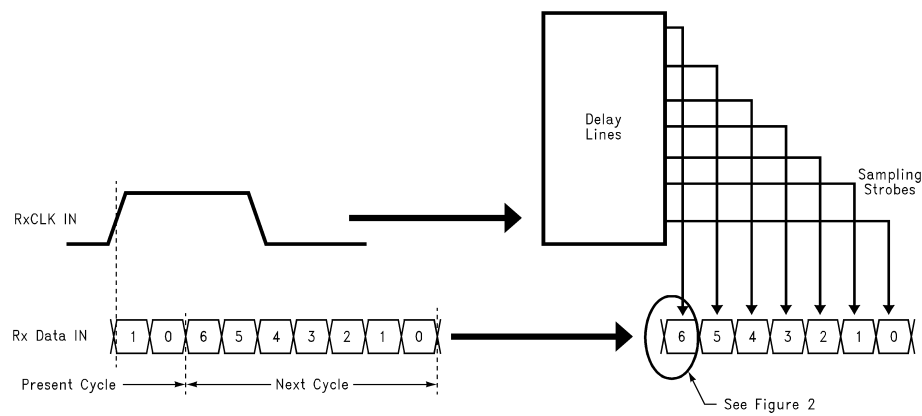 Delay
Lines
Sampling
Strobes
RxCLK IN
Rx Data IN
1 0 6 5 4 3 2 1 0
6 5 4 3 2 1 0
Present Cycle
Next Cycle
See Figure 2